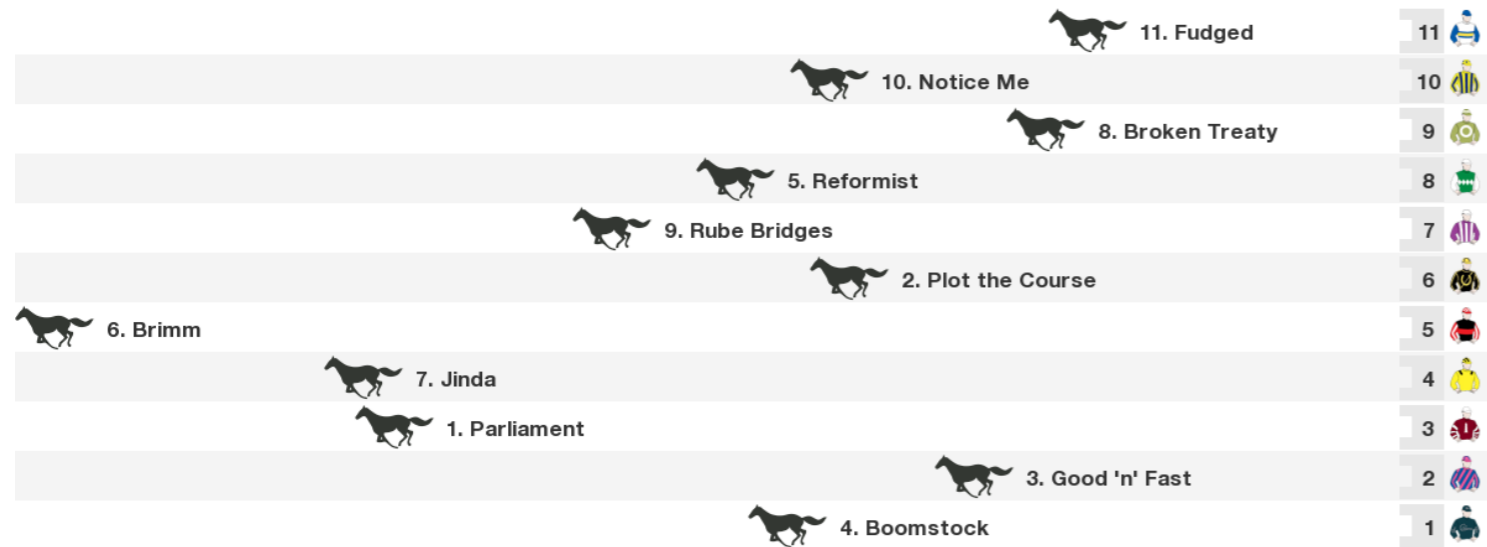 11. Fudged 11
10. Notice Me 10
8. Broken Treaty 9
5. Reformist 8
9. Rube Bridges 7
2. Plot the Course 6
6. Brimm 5
7. Jinda 4
1. Parliament 3
3. Good 'n' Fast 2
4. Boomstock 1